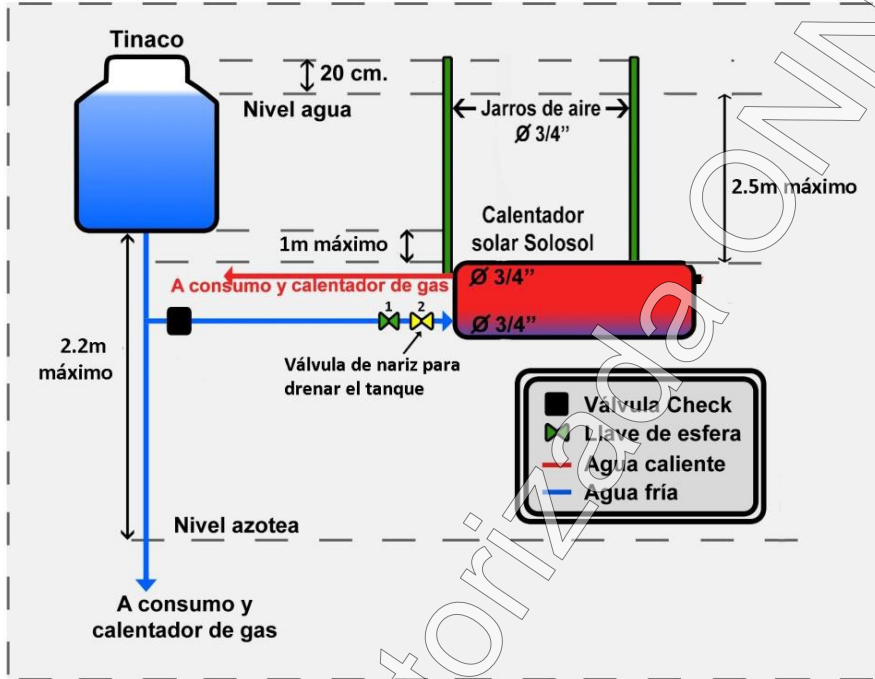 Tinaco
20 cm.
Nivel agua
Jarros de aire
Ø 3/4”
2.5m máximo
1m máximo
Calentador
solar Solosol
A consumo y calentador de gas
Ø 3/4”
1 2
Ø 3/4”
Válvula de nariz para
drenar el tanque
2.2m
máximo
Válvula Check
Llave de esfera
Agua caliente
Agua fría
Nivel azotea
A consumo y
calentador de gas
torizada ONN